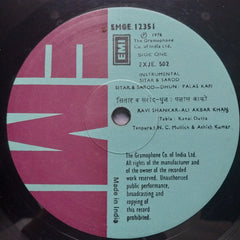 EMGE. 12351
EMI
℗ 1976
The Gramophone
Co. of India Ltd.
SIDE ONE
2XJE. 502
INSTRUMENTAL
SITAR & SAROD
SITAR & SAROD—DHUN: PALAS KAFI
सितार व सरोद-धुन: पलास काफी
RAVI SHANKAR-ALI AKBAR KHAN
(Tabla: Kanai Dutta
Tanpura: N. C. Mullick & Ashish Kumar)
The Gramophone Co. of India Ltd.
All rights of the manufacturer
and of the owner of the recorded
work reserved. Unauthorised
public performance,
broadcasting and
copying of
this record
prohibited.
Made in India